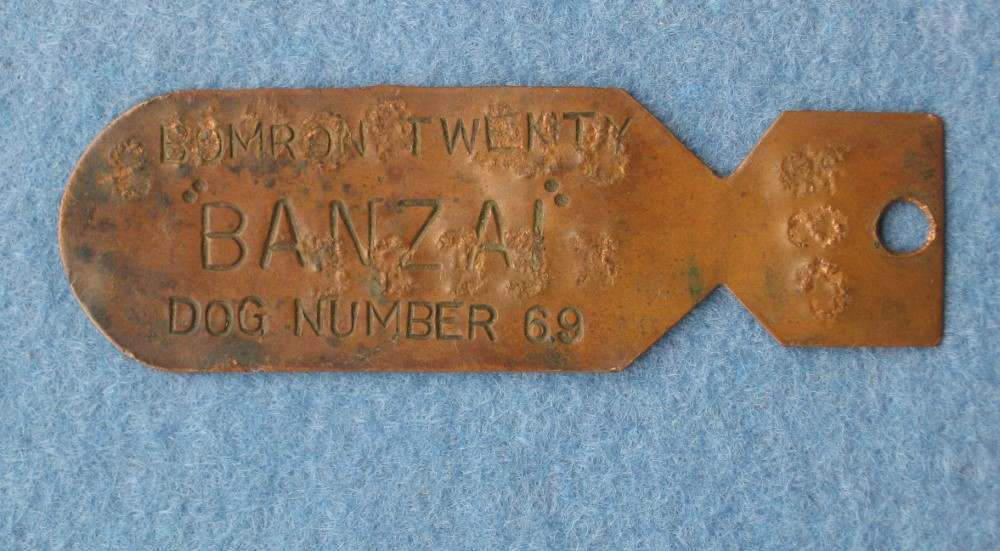 BOMRON TWENTY
"BANZAI"
DOG NUMBER 69